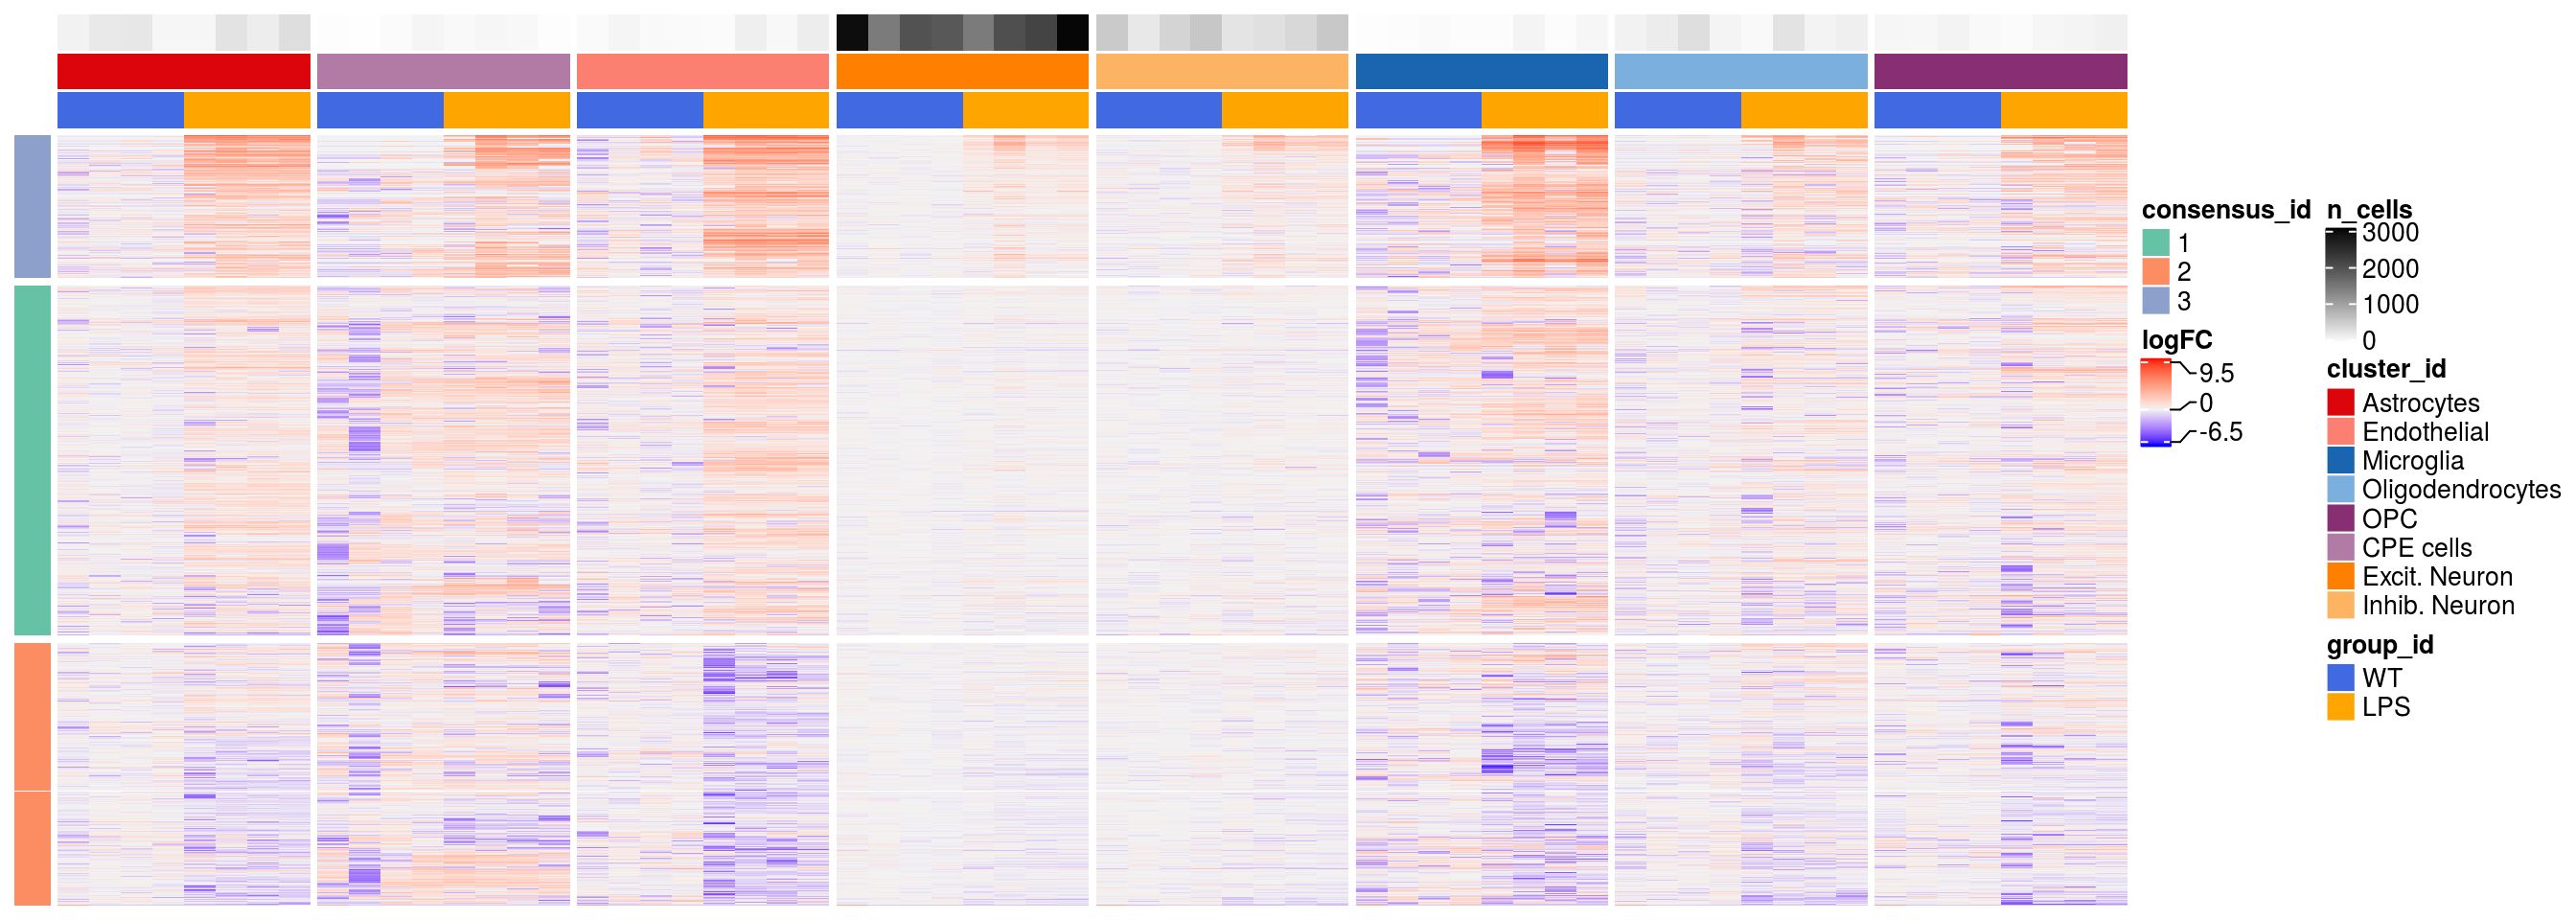 consensus_id
1
2
3
logFC
9.5
0
-6.5
n_cells
3000
2000
1000
0
cluster_id
Astrocytes
Endothelial
Microglia
Oligodendrocytes
OPC
CPE cells
Excit. Neuron
Inhib. Neuron
group_id
WT
LPS